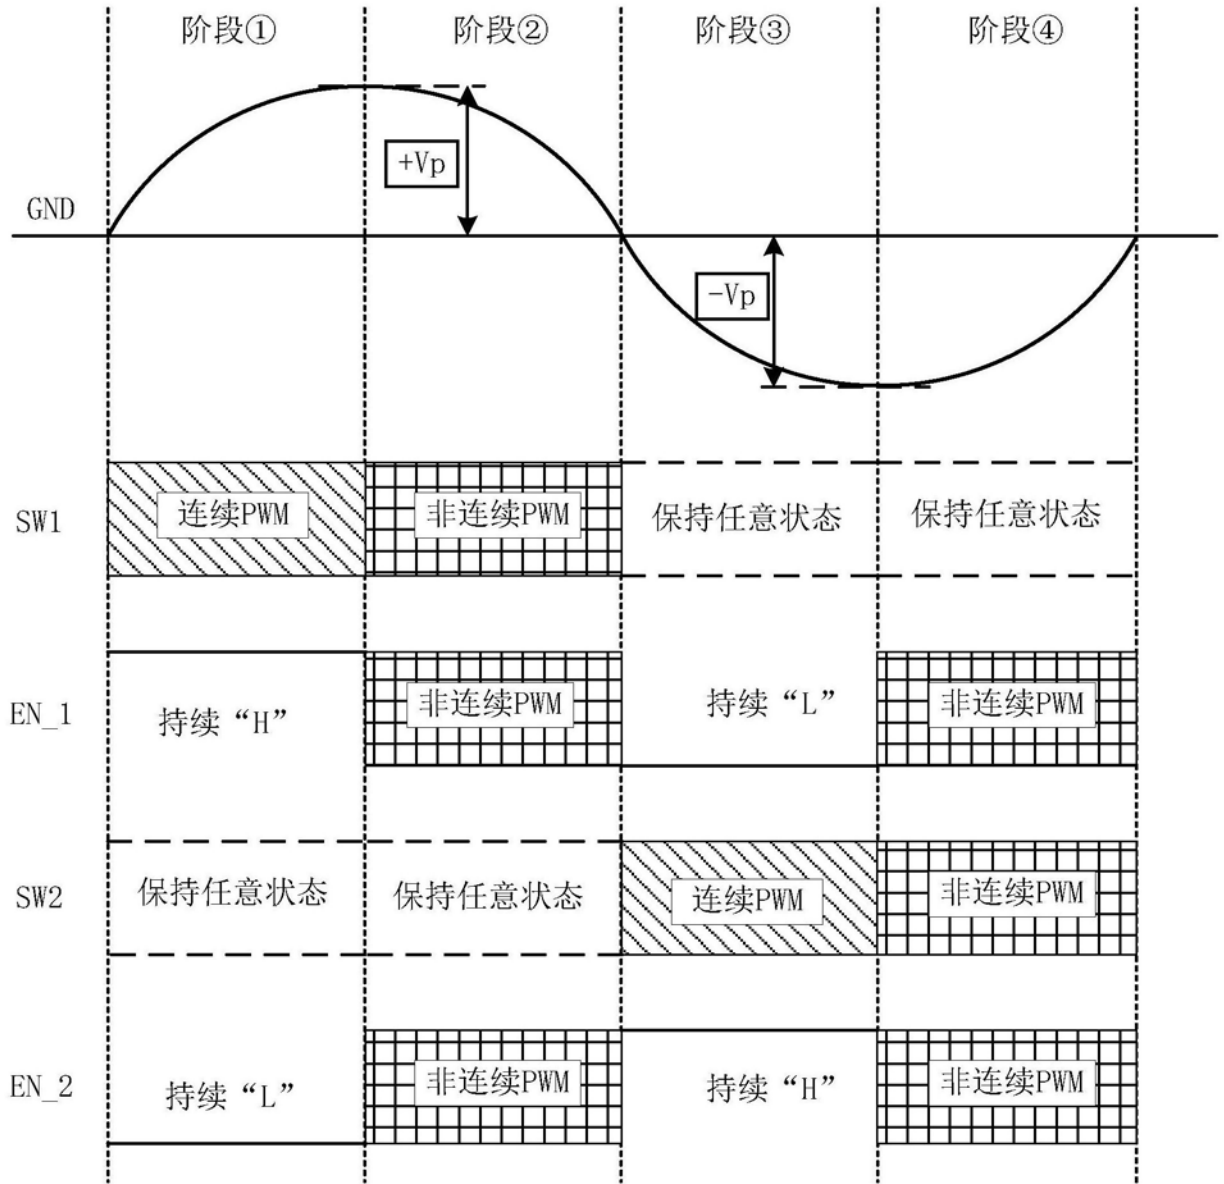 阶段① 阶段② 阶段③ 阶段④
+Vp
GND
-Vp
SW1 连续PWM 非连续PWM 保持任意状态 保持任意状态
EN_1 持续“H” 非连续PWM 持续“L” 非连续PWM
SW2 保持任意状态 保持任意状态 连续PWM 非连续PWM
EN_2 持续“L” 非连续PWM 持续“H” 非连续PWM